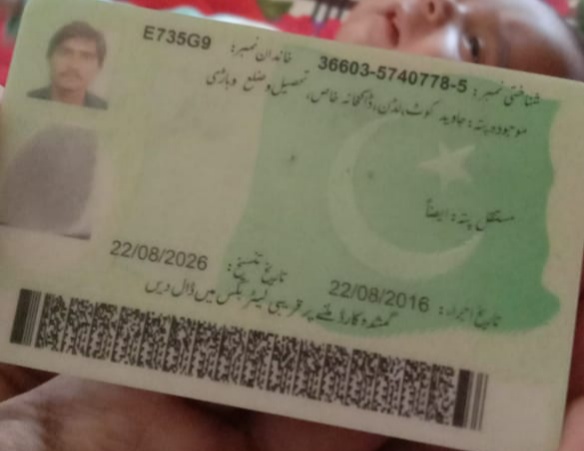 شناختی نمبر: 36603-5740778-5 خاندان نمبر: E735G9
موجودہ پتہ: جاوید کوٹ، لڈن، ڈاکخانہ خاص، تحصیل و ضلع وہاڑی
مستقل پتہ: ایضاً
تاریخ اجرا: 22/08/2016 تاریخ تنسیخ: 22/08/2026
گمشدہ کارڈ ملنے پر قریبی لیٹر بکس میں ڈال دیں